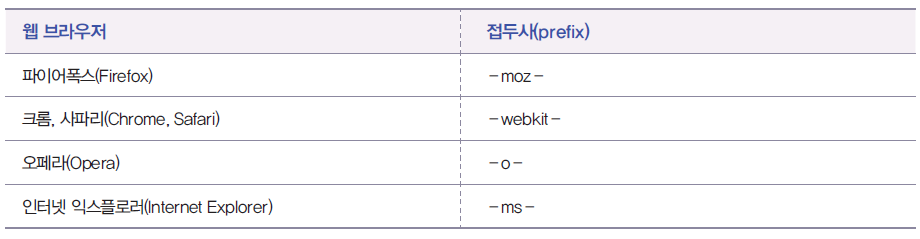 웹 브라우저 접두사(prefix)
파이어폭스(Firefox) -moz-
크롬, 사파리(Chrome, Safari) -webkit-
오페라(Opera) -o-
인터넷 익스플로러(Internet Explorer) -ms-